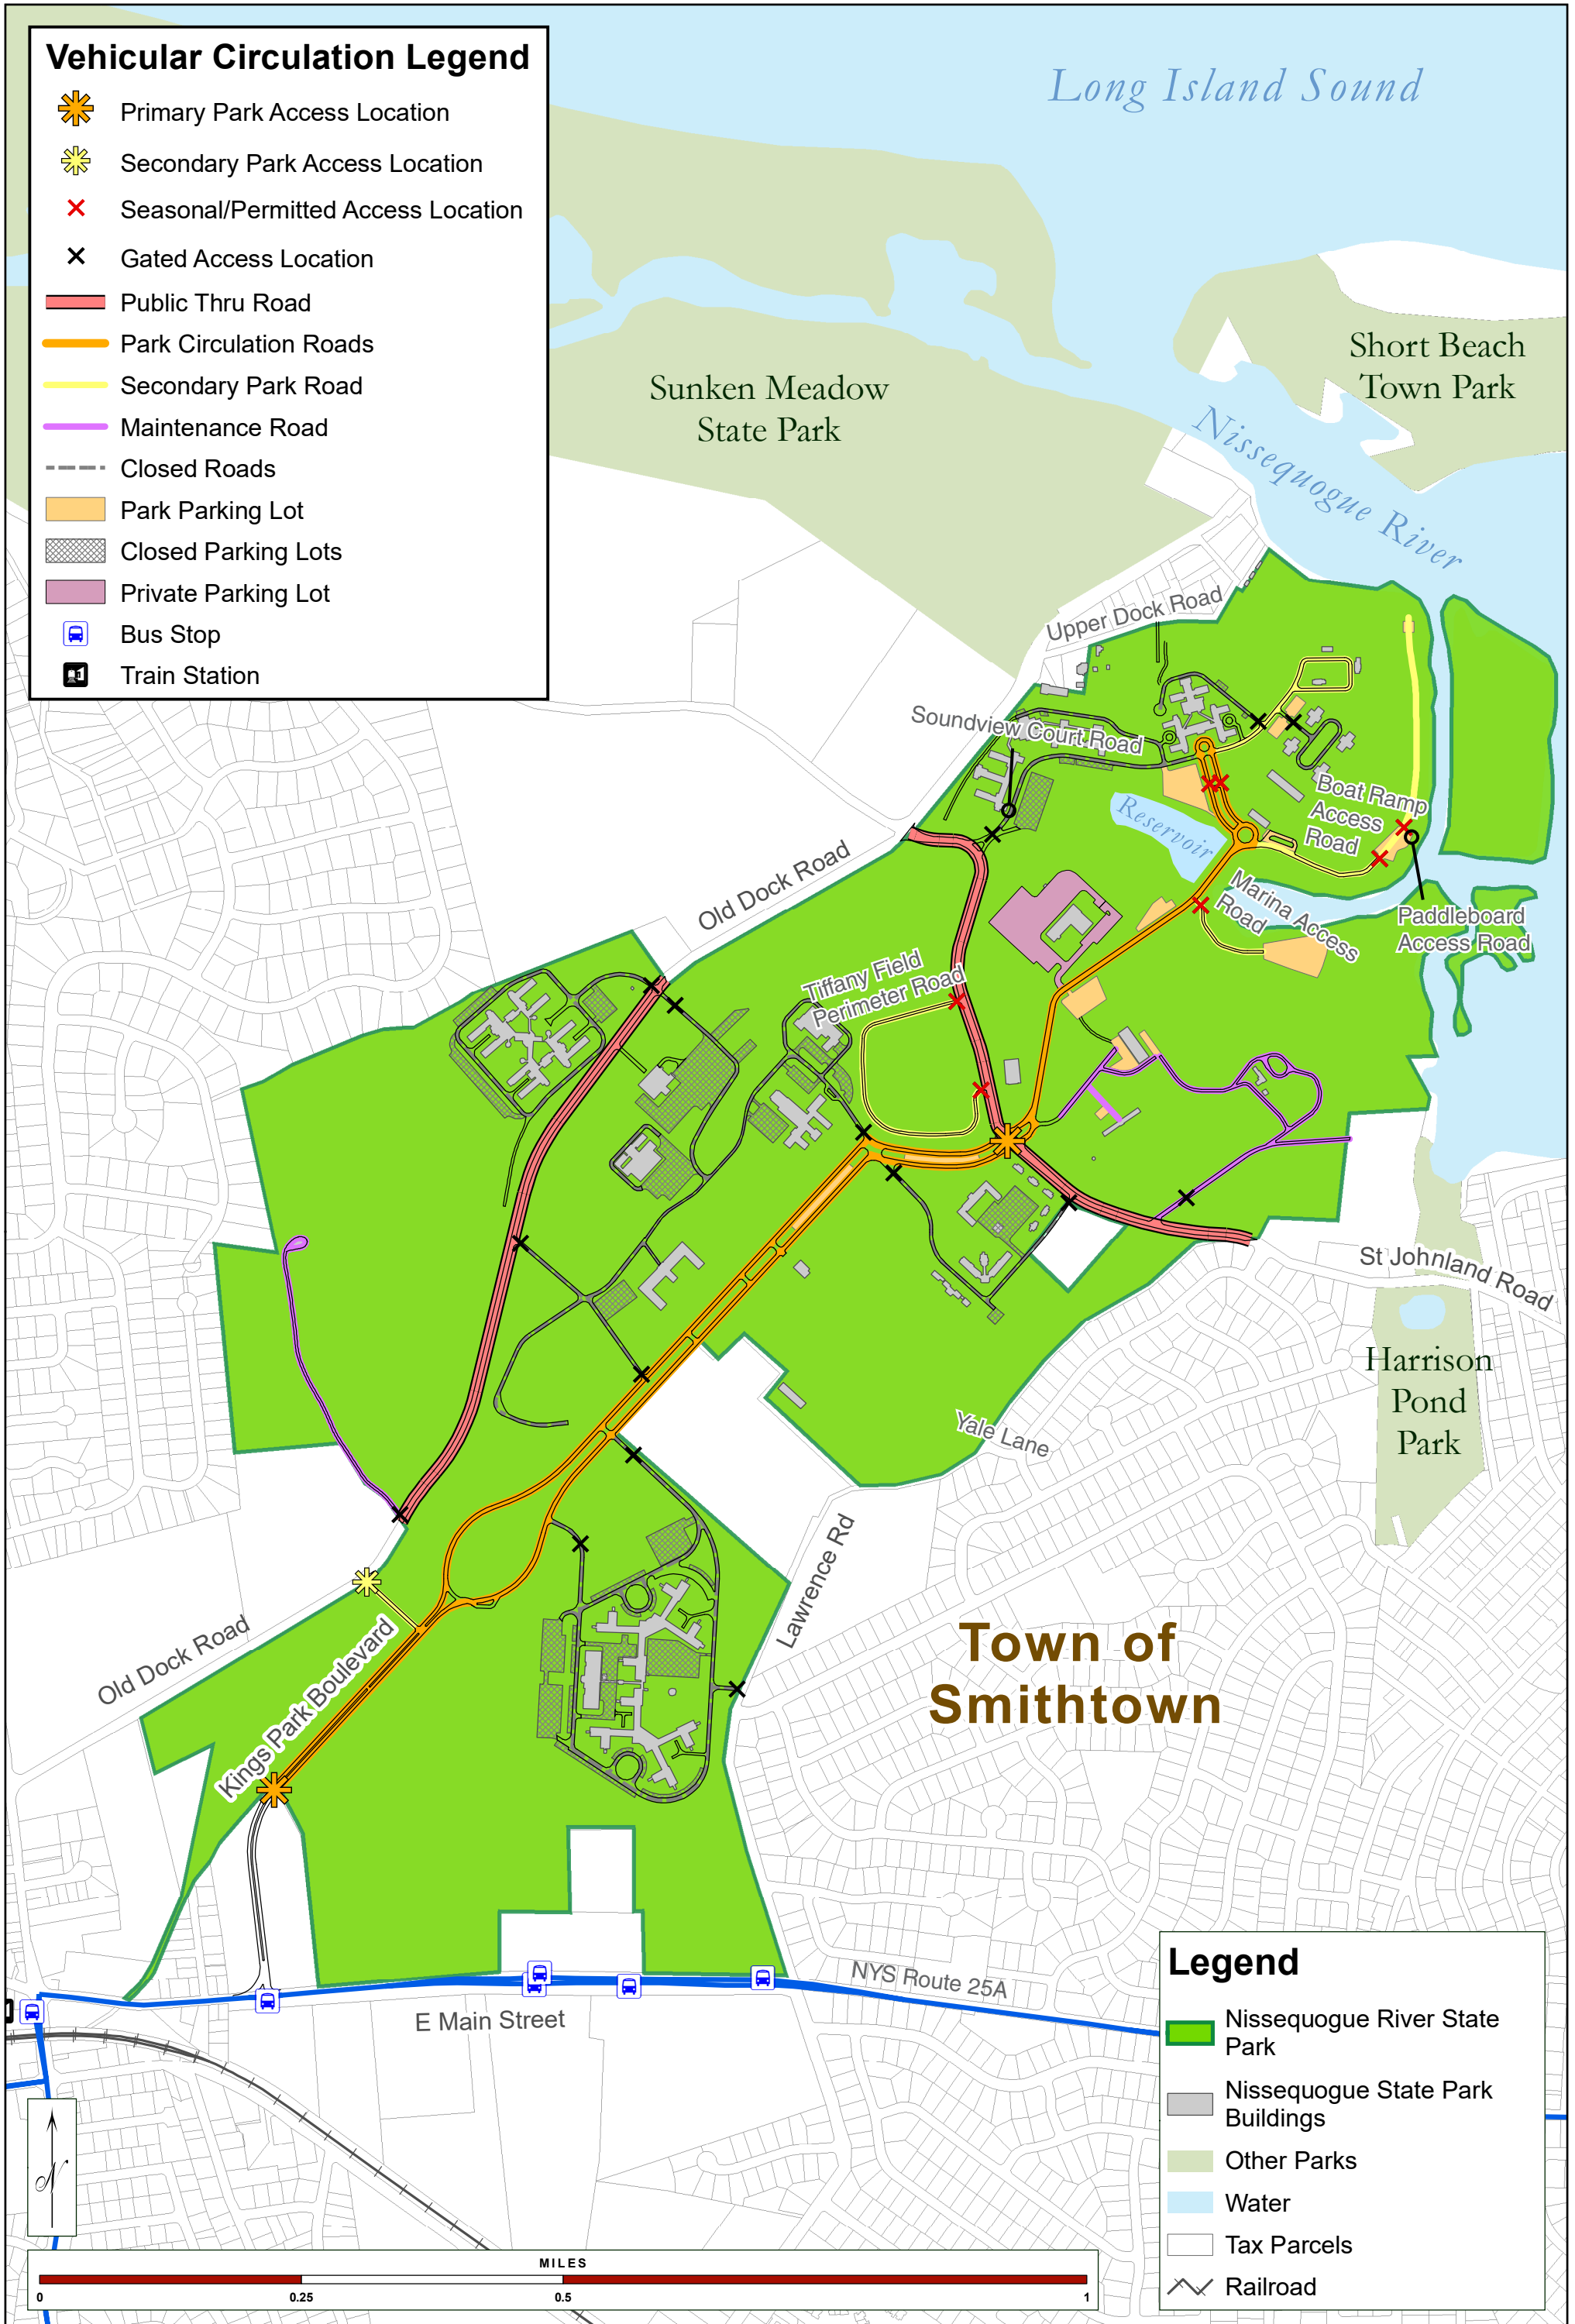 Vehicular Circulation Legend
Primary Park Access Location
Secondary Park Access Location
Seasonal/Permitted Access Location
Gated Access Location
Public Thru Road
Park Circulation Roads
Secondary Park Road
Maintenance Road
Closed Roads
Park Parking Lot
Closed Parking Lots
Private Parking Lot
Bus Stop
Train Station
Long Island Sound
Short Beach
Town Park
Sunken Meadow
State Park
Nissequogue River
Upper Dock Road
Soundview Court Road
Boat Ramp
Access
Road
Reservoir
Old Dock Road
Marina Access
Road
Paddleboard
Access Road
Tiffany Field
Perimeter Road
St Johnland Road
Harrison
Pond
Park
Yale Lane
Lawrence Rd
Old Dock Road
Kings Park Boulevard
Town of
Smithtown
NYS Route 25A
E Main Street
Legend
Nissequogue River State
Park
Nissequogue State Park
Buildings
Other Parks
Water
Tax Parcels
Railroad
N
MILES
0
0.25
0.5
1